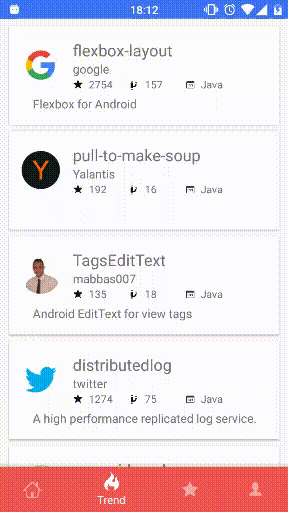 18:12
flexbox-layout
google
2754 157 Java
Flexbox for Android
pull-to-make-soup
Yalantis
192 16 Java
TagsEditText
mabbas007
135 18 Java
Android EditText for view tags
distributedlog
twitter
1274 75 Java
A high performance replicated log service.
Trend